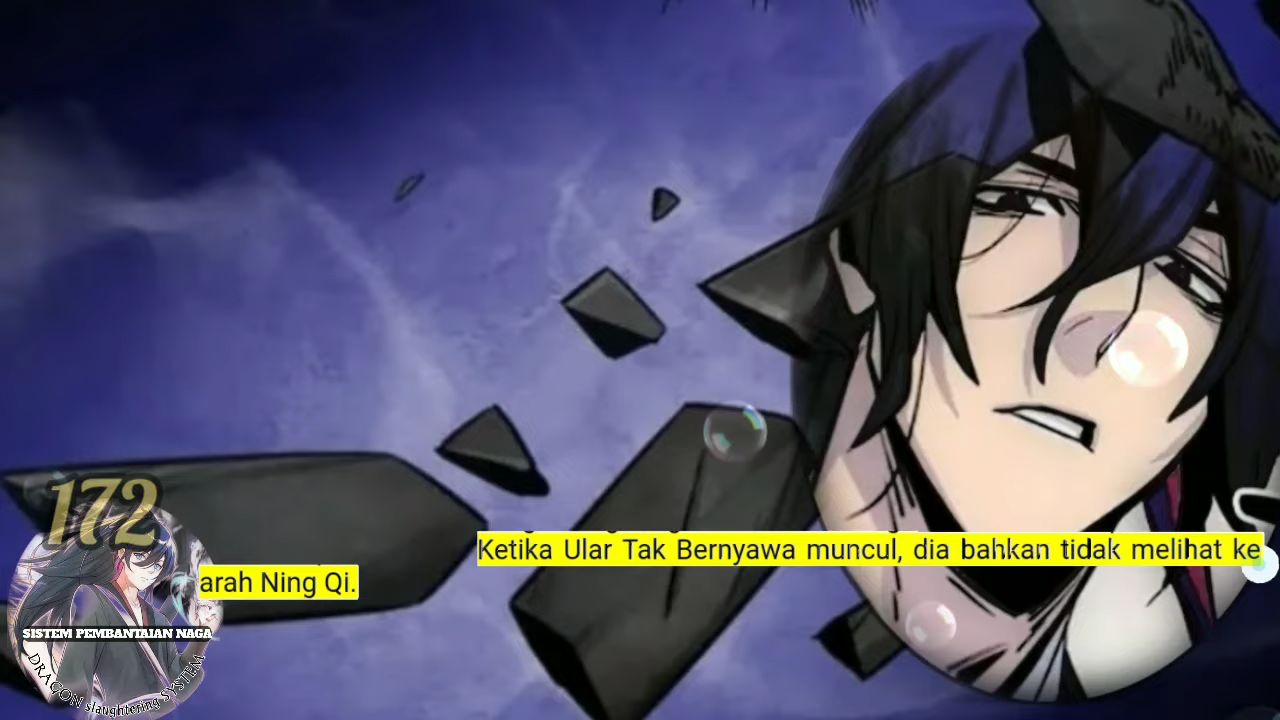 Ketika Ular Tak Bernyawa muncul, dia bahkan tidak melihat ke
arah Ning Qi.
172
SISTEM PEMBANTAIAN NAGA
DRAGON slaughtering SYSTEM